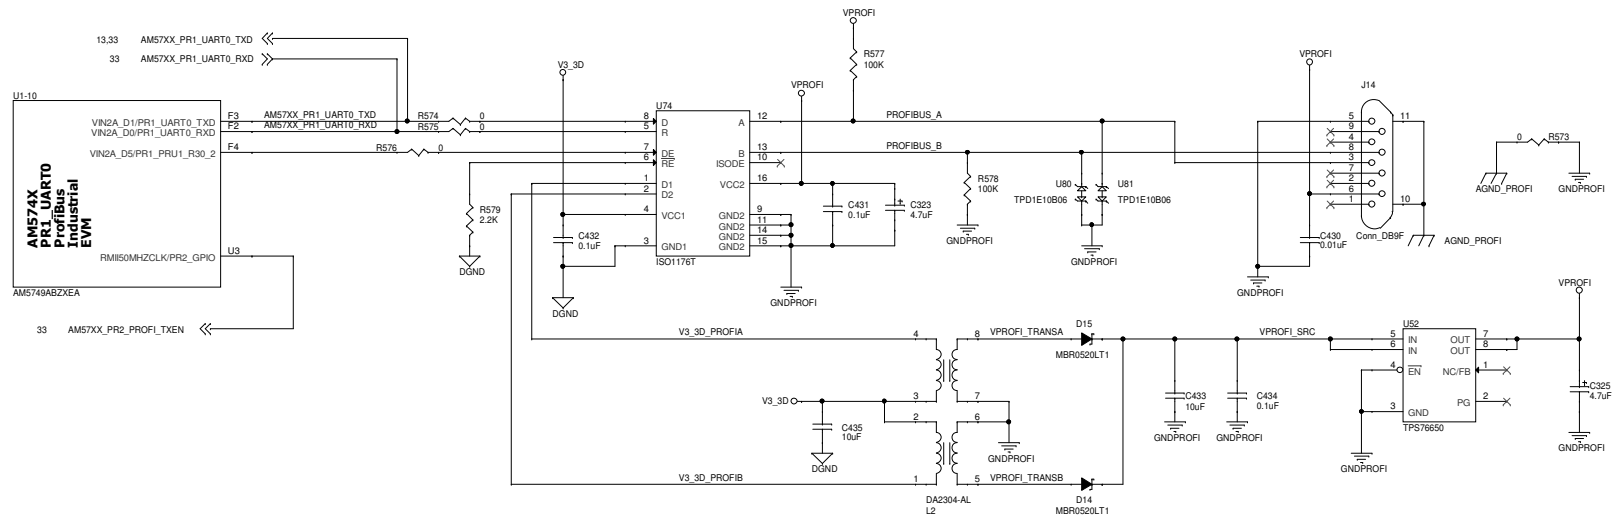 VPROFI
13,33 AM57XX_PR1_UART0_TXD
33 AM57XX_PR1_UART0_RXD
R577
100K
V3_3D
VPROFI
VPROFI
U1-10
AM574X
PR1_UART0
ProfiBus
Industrial
EVM
VIN2A_D1/PR1_UART0_TXD
VIN2A_D0/PR1_UART0_RXD
VIN2A_D5/PR1_PRU1_R30_2
RMII50MHZCLK/PR2_GPIO
AM5749ABZXEA
F3 AM57XX_PR1_UART0_TXD R574 0
F2 AM57XX_PR1_UART0_RXD R575 0
F4 R576 0
U3
33 AM57XX_PR2_PROFI_TXEN
R579
2.2K
DGND
C432
0.1uF
DGND
U74
8 D
5 R
7 DE
6 RE
1 D1
2 D2
4 VCC1
3 GND1
A 12
B 13
ISODE 10
VCC2 16
GND2 9
GND2 11
GND2 14
GND2 15
ISO1176T
PROFIBUS_A
PROFIBUS_B
C431
0.1uF
C323
4.7uF
+
GNDPROFI
R578
100K
GNDPROFI
U80
TPD1E10B06
U81
TPD1E10B06
GNDPROFI
J14
5
9
4
8
3
7
2
6
1
11
10
Conn_DB9F
AGND_PROFI
C430
0.01uF
GNDPROFI
0 R573
AGND_PROFI
GNDPROFI
V3_3D_PROFIA
V3_3D
C435
10uF
DGND
V3_3D_PROFIB
4
3
2
1
8
7
6
5
DA2304-AL
L2
GNDPROFI
VPROFI_TRANSA
D15
MBR0520LT1
VPROFI_TRANSB
D14
MBR0520LT1
VPROFI_SRC
C433
10uF
GNDPROFI
C434
0.1uF
GNDPROFI
U52
5 IN
6 IN
4 EN
3 GND
OUT 7
OUT 8
NC/FB 1
PG 2
TPS76650
GNDPROFI
VPROFI
+
C325
4.7uF
GNDPROFI